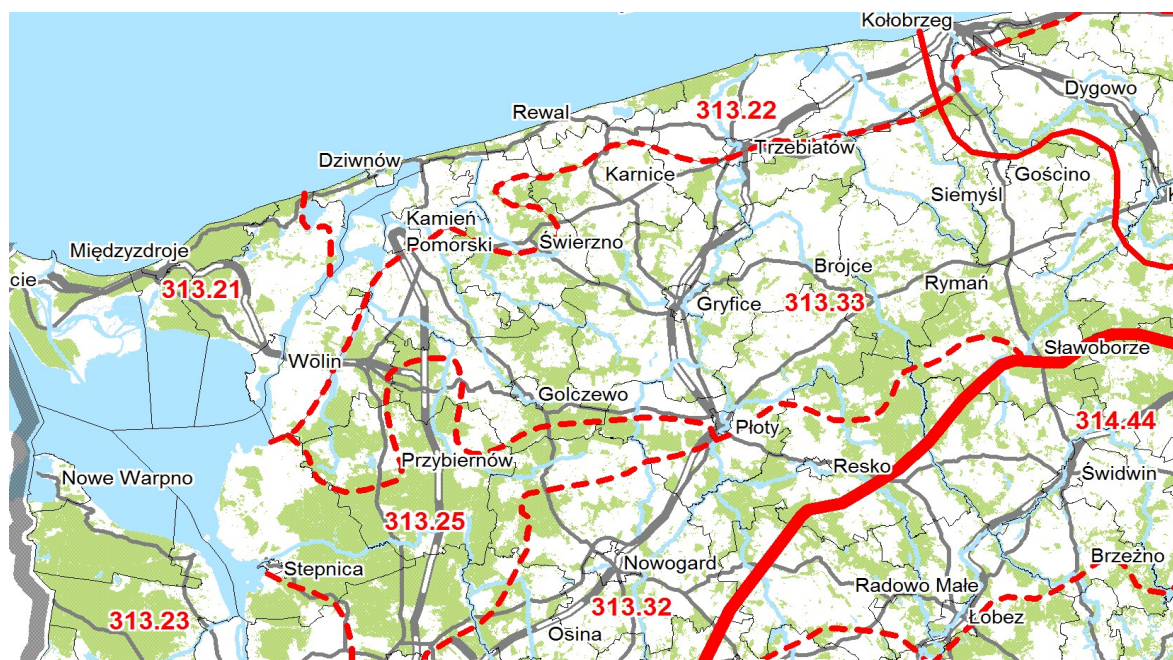 Kołobrzeg
Dygowo
313.22
Rewal
Trzebiatów
Dziwnów
Karnice
Siemyśl
Gościno
K
Kamień
Pomorski
Świerzno
Międzyzdroje
cie
313.21
Brojce
Rymań
Gryfice
313.33
Wolin
Sławoborze
Golczewo
Płoty
314.44
Przybiernów
Resko
Świdwin
Nowe Warpno
313.25
Stepnica
Nowogard
Brzeżno
Radowo Małe
313.32
313.23
Osina
Łobez